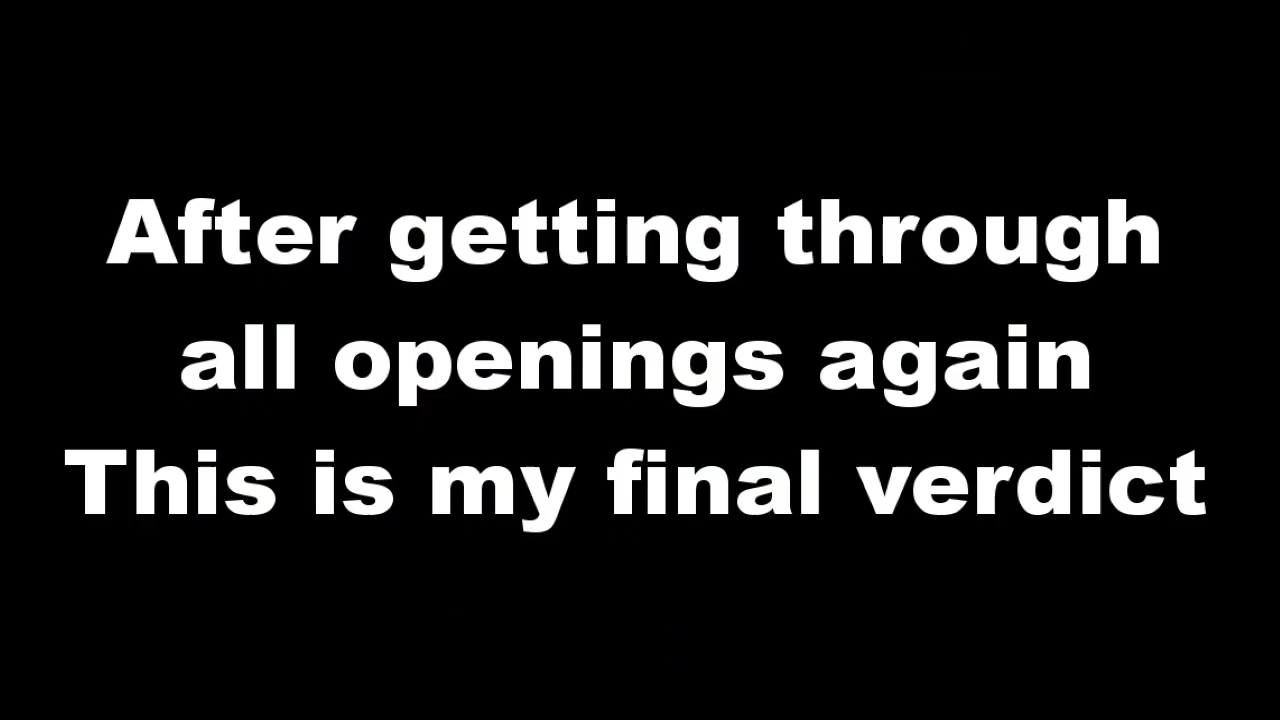 After getting through
all openings again
This is my final verdict